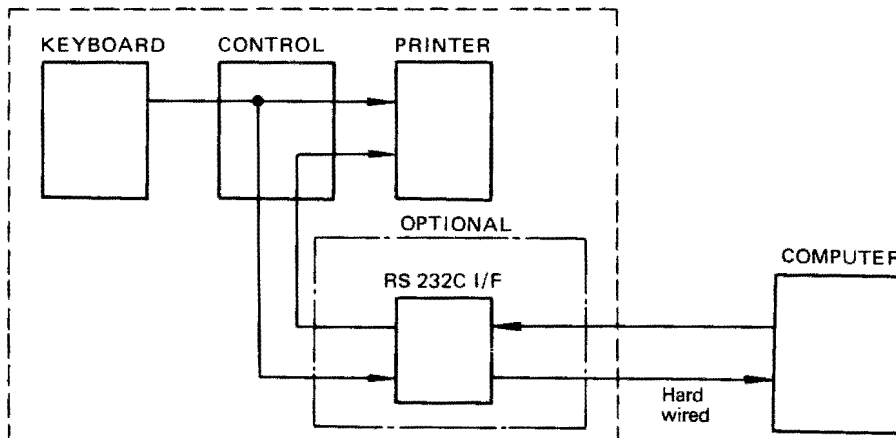 KEYBOARD
CONTROL
PRINTER
OPTIONAL
COMPUTER
RS 232C I/F
Hard
wired